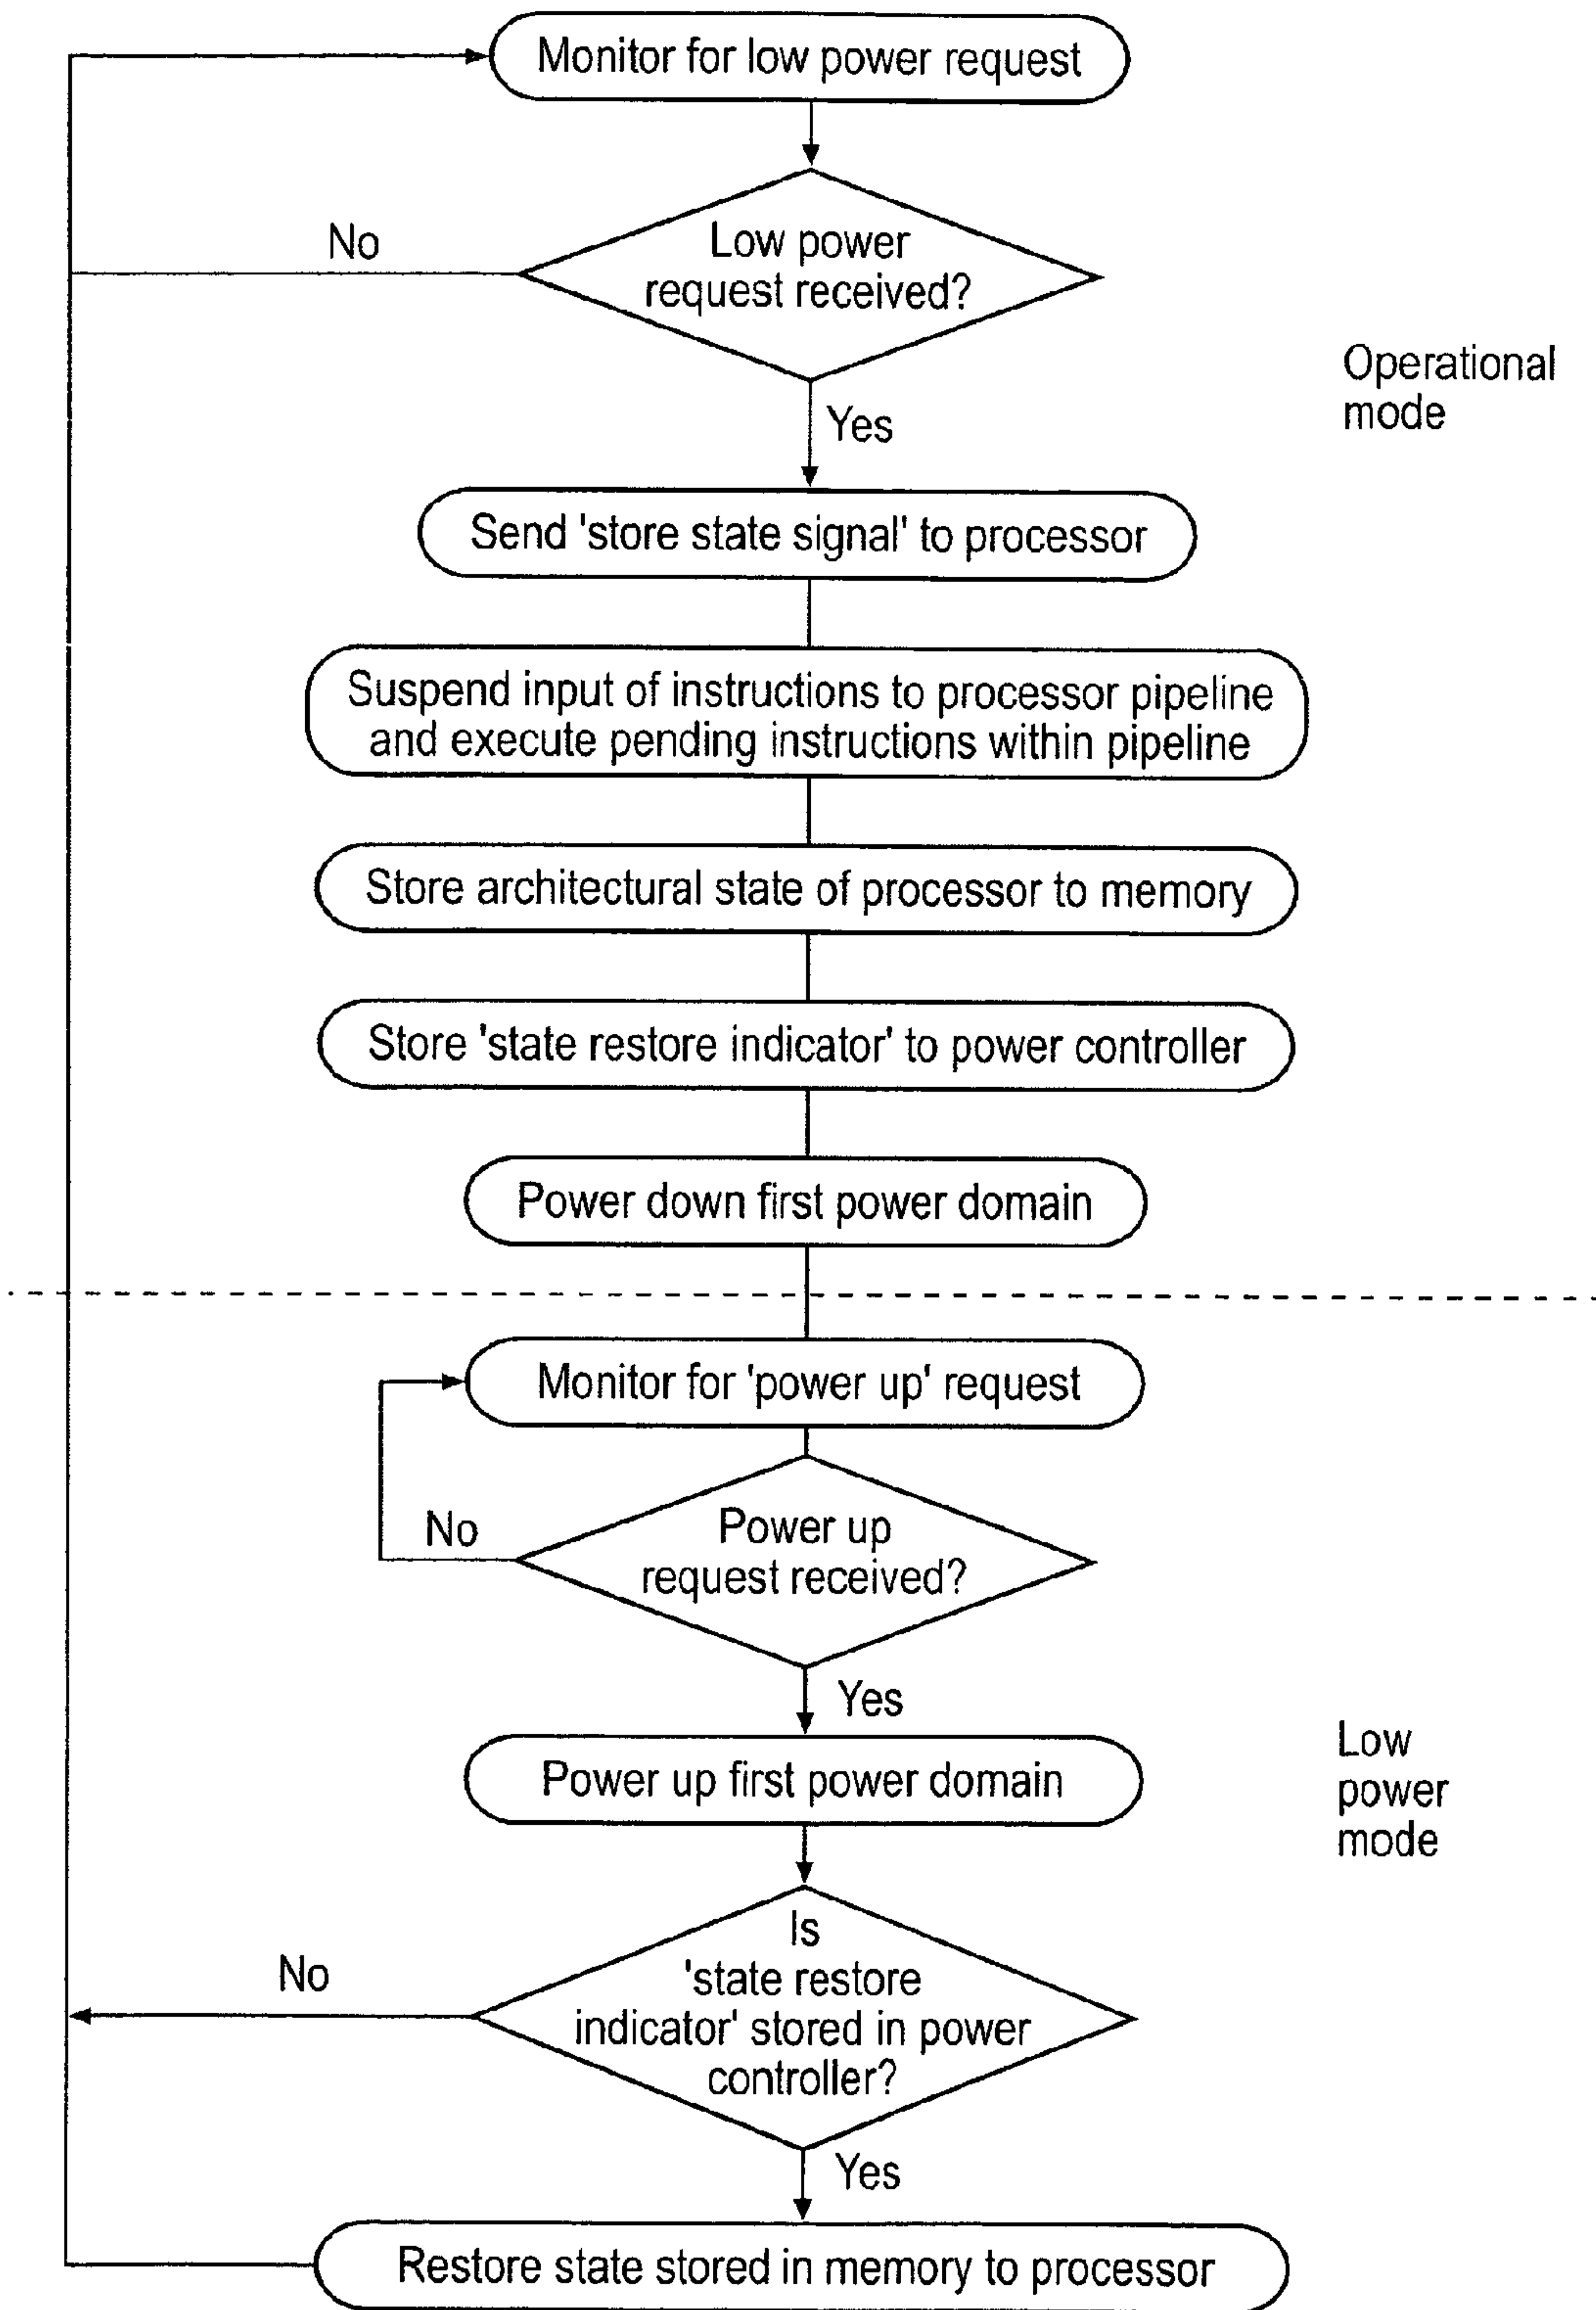 Monitor for low power request
No
Low power
request received?
Operational
mode
Yes
Send 'store state signal' to processor
Suspend input of instructions to processor pipeline
and execute pending instructions within pipeline
Store architectural state of processor to memory
Store 'state restore indicator' to power controller
Power down first power domain
Monitor for 'power up' request
No
Power up
request received?
Yes
Power up first power domain
Low
power
mode
Is
'state restore
indicator' stored in power
controller?
No
Yes
Restore state stored in memory to processor